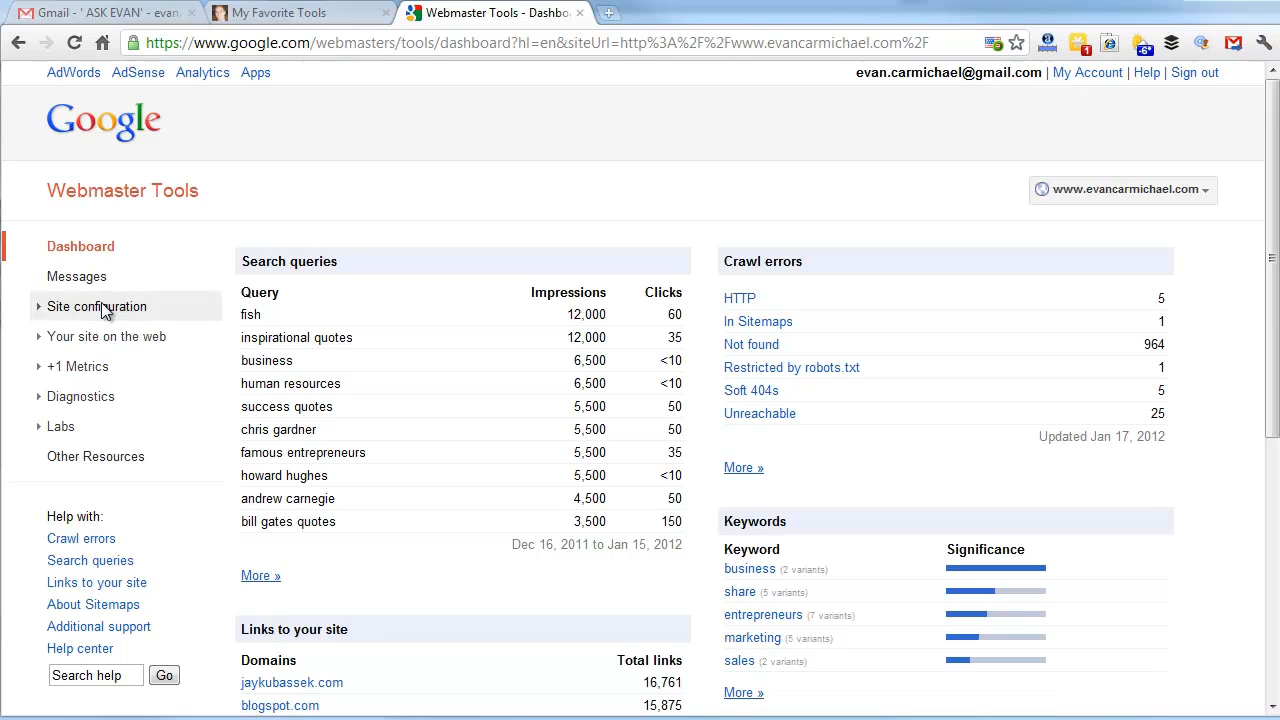 Gmail - ' ASK EVAN' - evan.
My Favorite Tools
Webmaster Tools - Dashbo
https://www.google.com/webmasters/tools/dashboard?hl=en&siteUrl=http%3A%2F%2Fwww.evancarmichael.com%2F
1
-6°
AdWords AdSense Analytics Apps
evan.carmichael@gmail.com | My Account | Help | Sign out
Google
Webmaster Tools
www.evancarmichael.com
Dashboard
Messages
Site configuration
Your site on the web
+1 Metrics
Diagnostics
Labs
Other Resources
Help with:
Crawl errors
Search queries
Links to your site
About Sitemaps
Additional support
Help center
Search help Go
Search queries
Query Impressions Clicks
fish 12,000 60
inspirational quotes 12,000 35
business 6,500 <10
human resources 6,500 <10
success quotes 5,500 50
chris gardner 5,500 50
famous entrepreneurs 5,500 35
howard hughes 5,500 <10
andrew carnegie 4,500 50
bill gates quotes 3,500 150
Dec 16, 2011 to Jan 15, 2012
More »
Links to your site
Domains Total links
jaykubassek.com 16,761
blogspot.com 15,875
Crawl errors
HTTP 5
In Sitemaps 1
Not found 964
Restricted by robots.txt 1
Soft 404s 5
Unreachable 25
Updated Jan 17, 2012
More »
Keywords
Keyword Significance
business (2 variants)
share (5 variants)
entrepreneurs (7 variants)
marketing (5 variants)
sales (2 variants)
More »